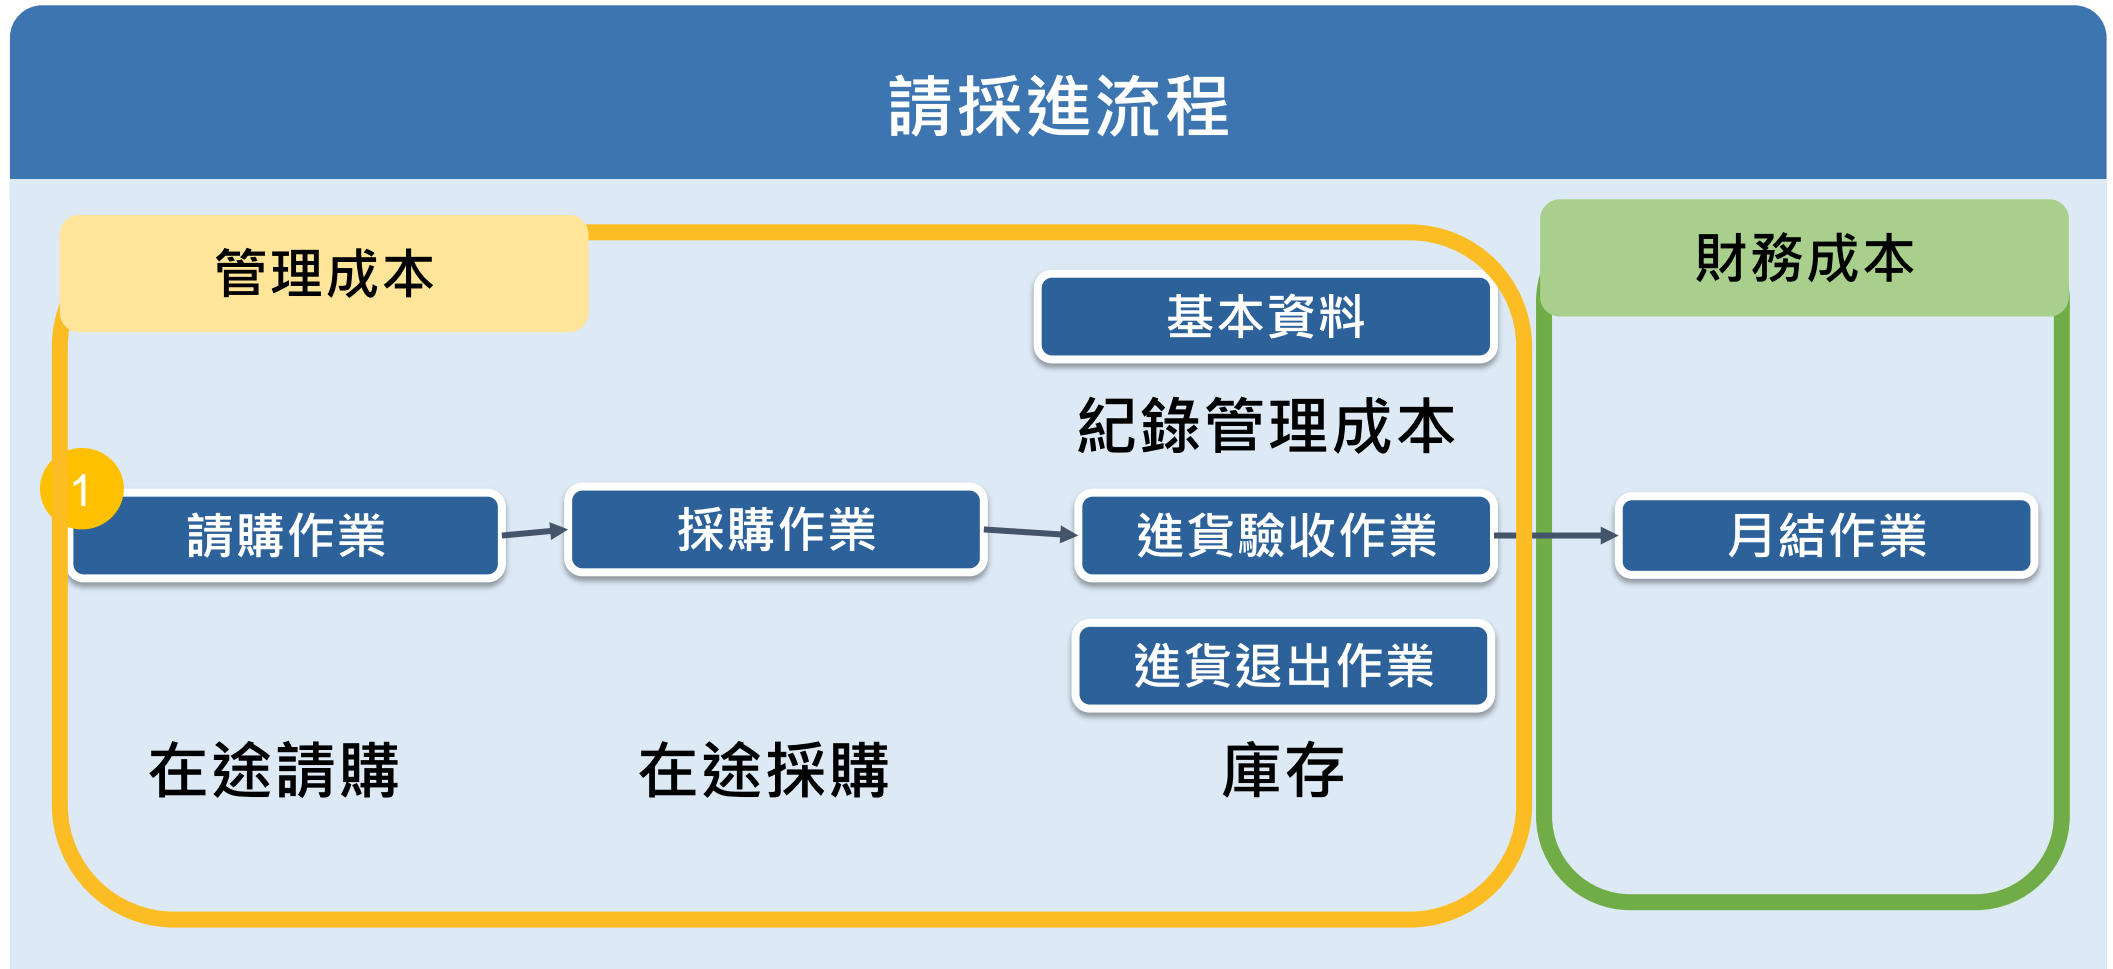 請採進流程
管理成本
財務成本
基本資料
紀錄管理成本
1
請購作業
採購作業
進貨驗收作業
月結作業
進貨退出作業
在途請購
在途採購
庫存